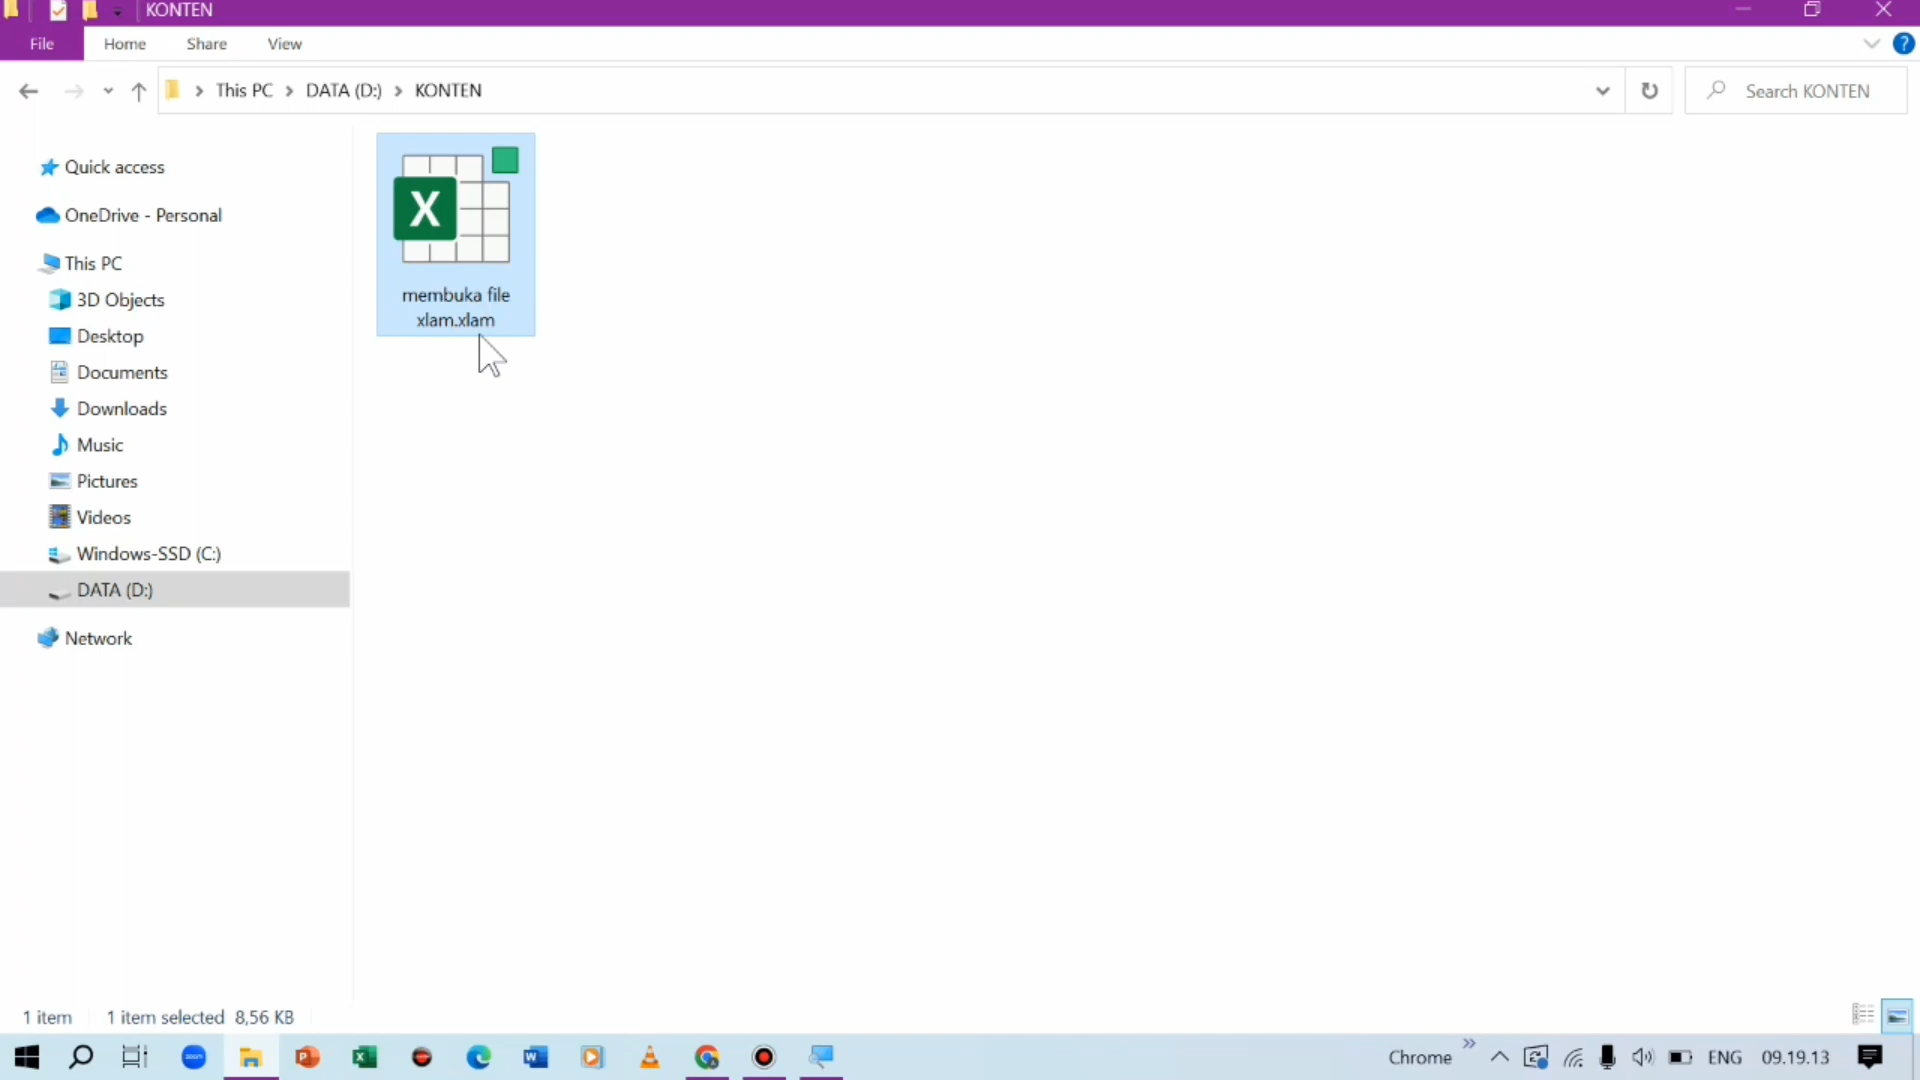 KONTEN
File Home Share View
This PC DATA (D:) KONTEN
Search KONTEN
Quick access
OneDrive - Personal
This PC
3D Objects
Desktop
Documents
Downloads
Music
Pictures
Videos
Windows-SSD (C:)
DATA (D:)
Network
X
membuka file
xlam.xlam
1 item 1 item selected 8,56 KB
zoom
Chrome ENG 09.19.13